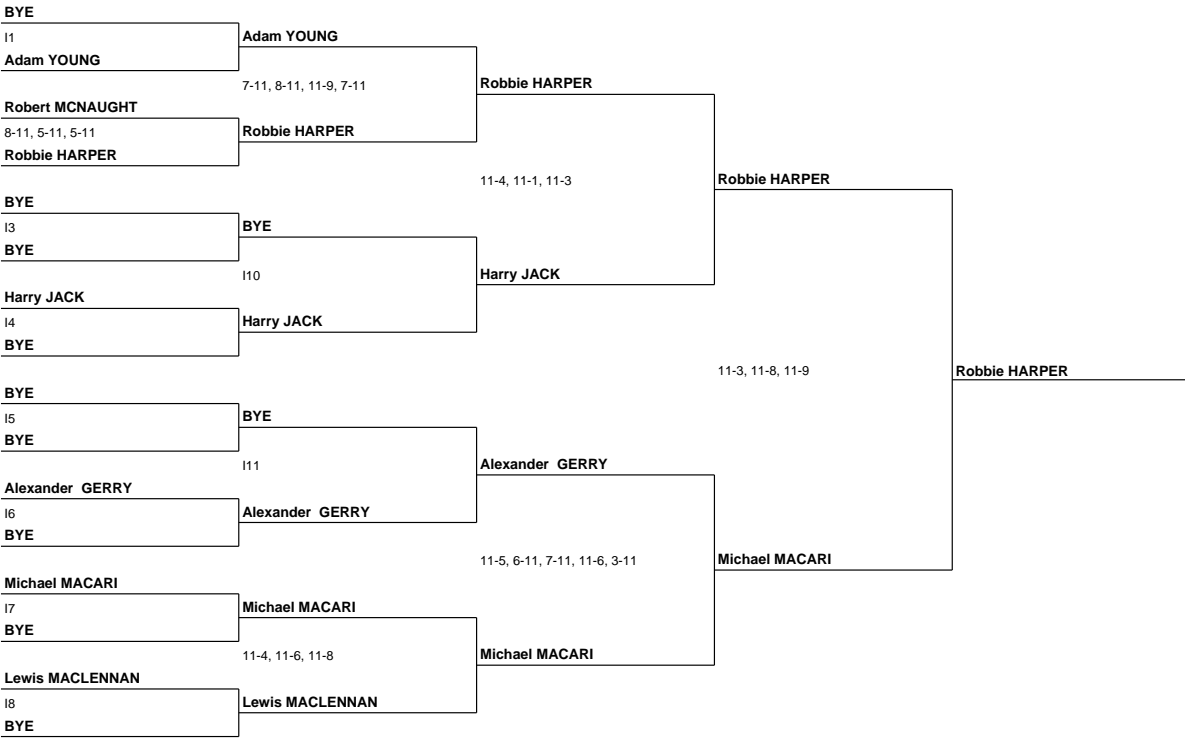 BYE
I1
Adam YOUNG
Robert MCNAUGHT
8-11, 5-11, 5-11
Robbie HARPER
BYE
I3
BYE
Harry JACK
I4
BYE
BYE
I5
BYE
Alexander  GERRY
I6
BYE
Michael MACARI
I7
BYE
Lewis MACLENNAN
I8
BYE
Adam YOUNG
7-11, 8-11, 11-9, 7-11
Robbie HARPER
BYE
I10
Harry JACK
BYE
I11
Alexander  GERRY
Michael MACARI
11-4, 11-6, 11-8
Lewis MACLENNAN
Robbie HARPER
11-4, 11-1, 11-3
Harry JACK
Alexander  GERRY
11-5, 6-11, 7-11, 11-6, 3-11
Michael MACARI
Robbie HARPER
11-3, 11-8, 11-9
Michael MACARI
Robbie HARPER